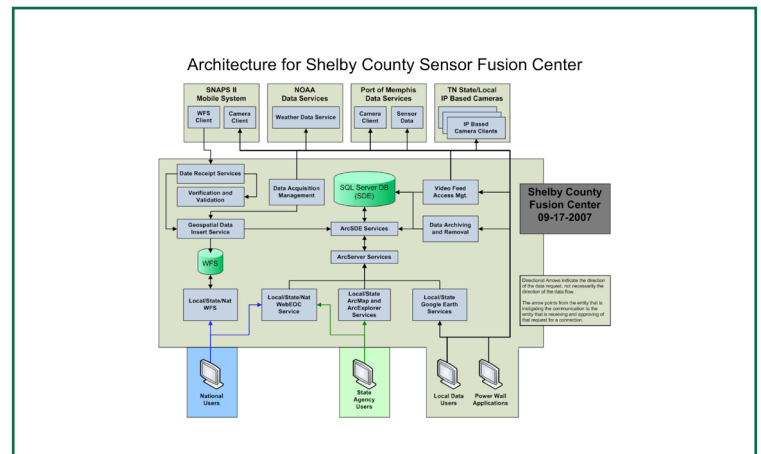 Architecture for Shelby County Sensor Fusion Center
SNAPS II
Mobile System
WFS
Client
Camera
Client
NOAA
Data Services
Weather Data Service
Port of Memphis
Data Services
Camera
Client
Sensor
Data
TN State/Local
IP Based Cameras
IP Based
Camera Clients
Date Receipt Services
Verification and
Validation
Data Acquisition
Management
SQL Server DB
(SDE)
Video Feed
Access Mgt.
Shelby County
Fusion Center
09-17-2007
Geospatial Data
Insert Service
ArcSDE Services
Data Archiving
and Removal
WFS
ArcServer Services
Local/State/Nat
WFS
Local/State/Nat
WebEOC
Service
Local/State
ArcMap and
ArcExplorer
Services
Local/State
Google Earth
Services
Directional Arrows indicate the direction
of the data request, not necessarily the
direction of the data flow.
The arrow points from the entity that is
instigating the communication to the
entity that is receiving and approving of
that request for a connection.
National
Users
State
Agency
Users
Local Data
Users
Power Wall
Applications